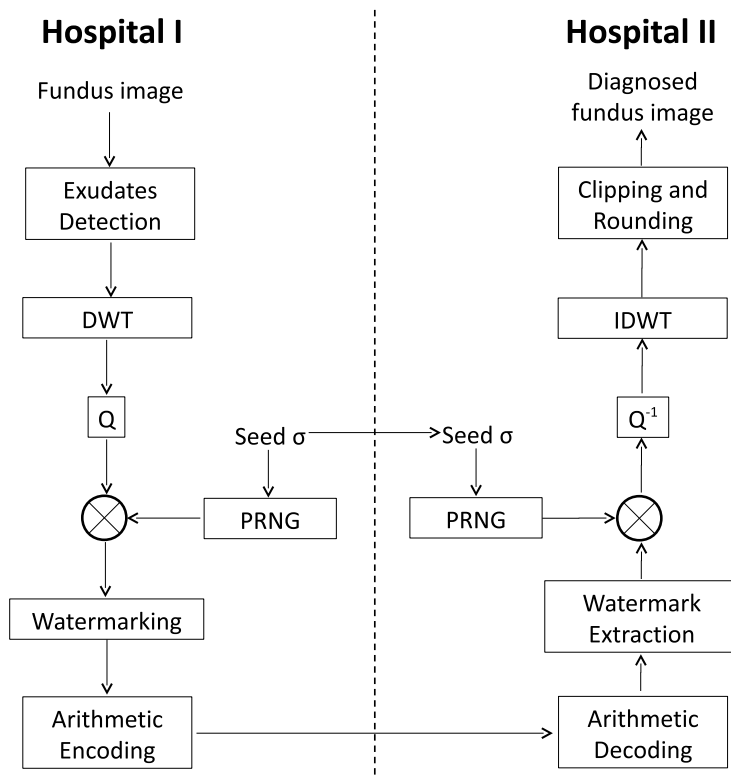 Hospital I
Fundus image
Exudates
Detection
DWT
Q
Seed σ
PRNG
Watermarking
Arithmetic
Encoding
Hospital II
Diagnosed
fundus image
Clipping and
Rounding
IDWT
Q⁻¹
Seed σ
PRNG
Watermark
Extraction
Arithmetic
Decoding